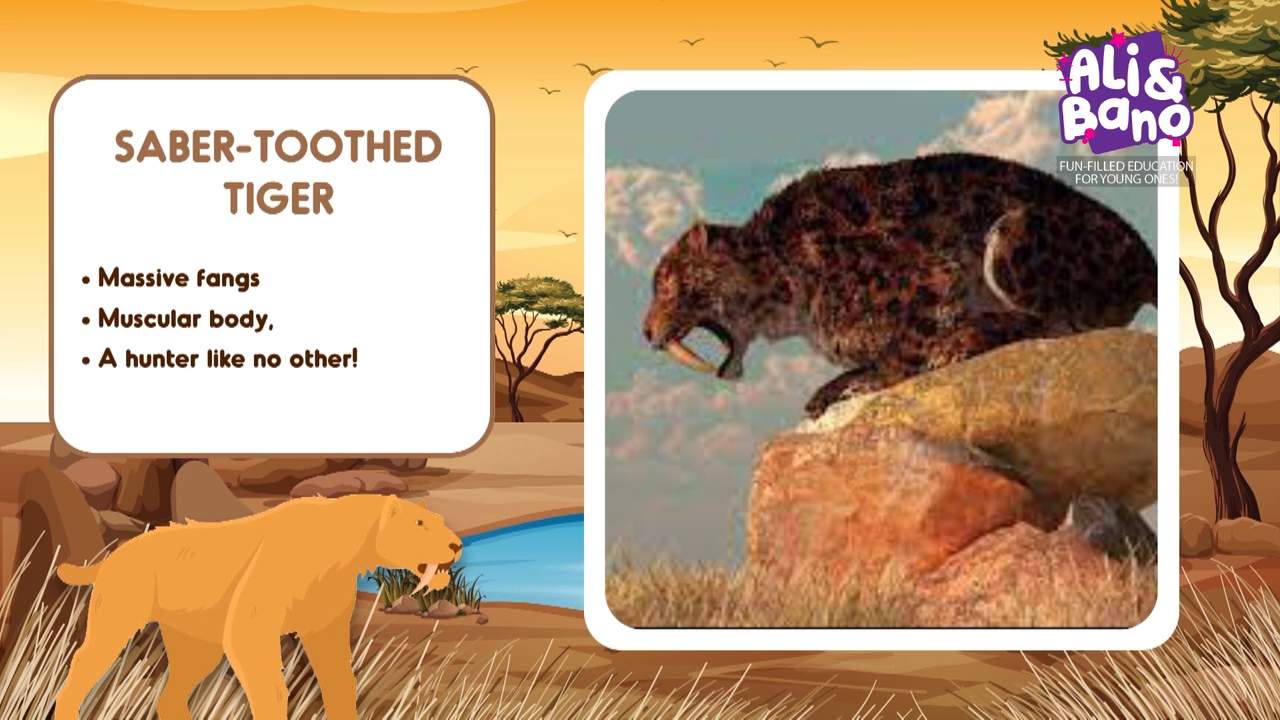 SABER-TOOTHED
TIGER
• Massive fangs
• Muscular body,
• A hunter like no other!
ALi&
Bano
FUN-FILLED EDUCATION
FOR YOUNG ONES!